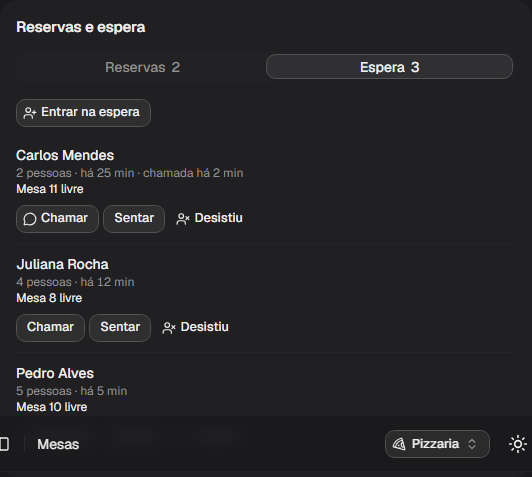 Reservas e espera
Reservas 2
Espera 3
Entrar na espera
Carlos Mendes
2 pessoas · há 25 min · chamada há 2 min
Mesa 11 livre
Chamar Sentar Desistiu
Juliana Rocha
4 pessoas · há 12 min
Mesa 8 livre
Chamar Sentar Desistiu
Pedro Alves
5 pessoas · há 5 min
Mesa 10 livre
Mesas
Pizzaria